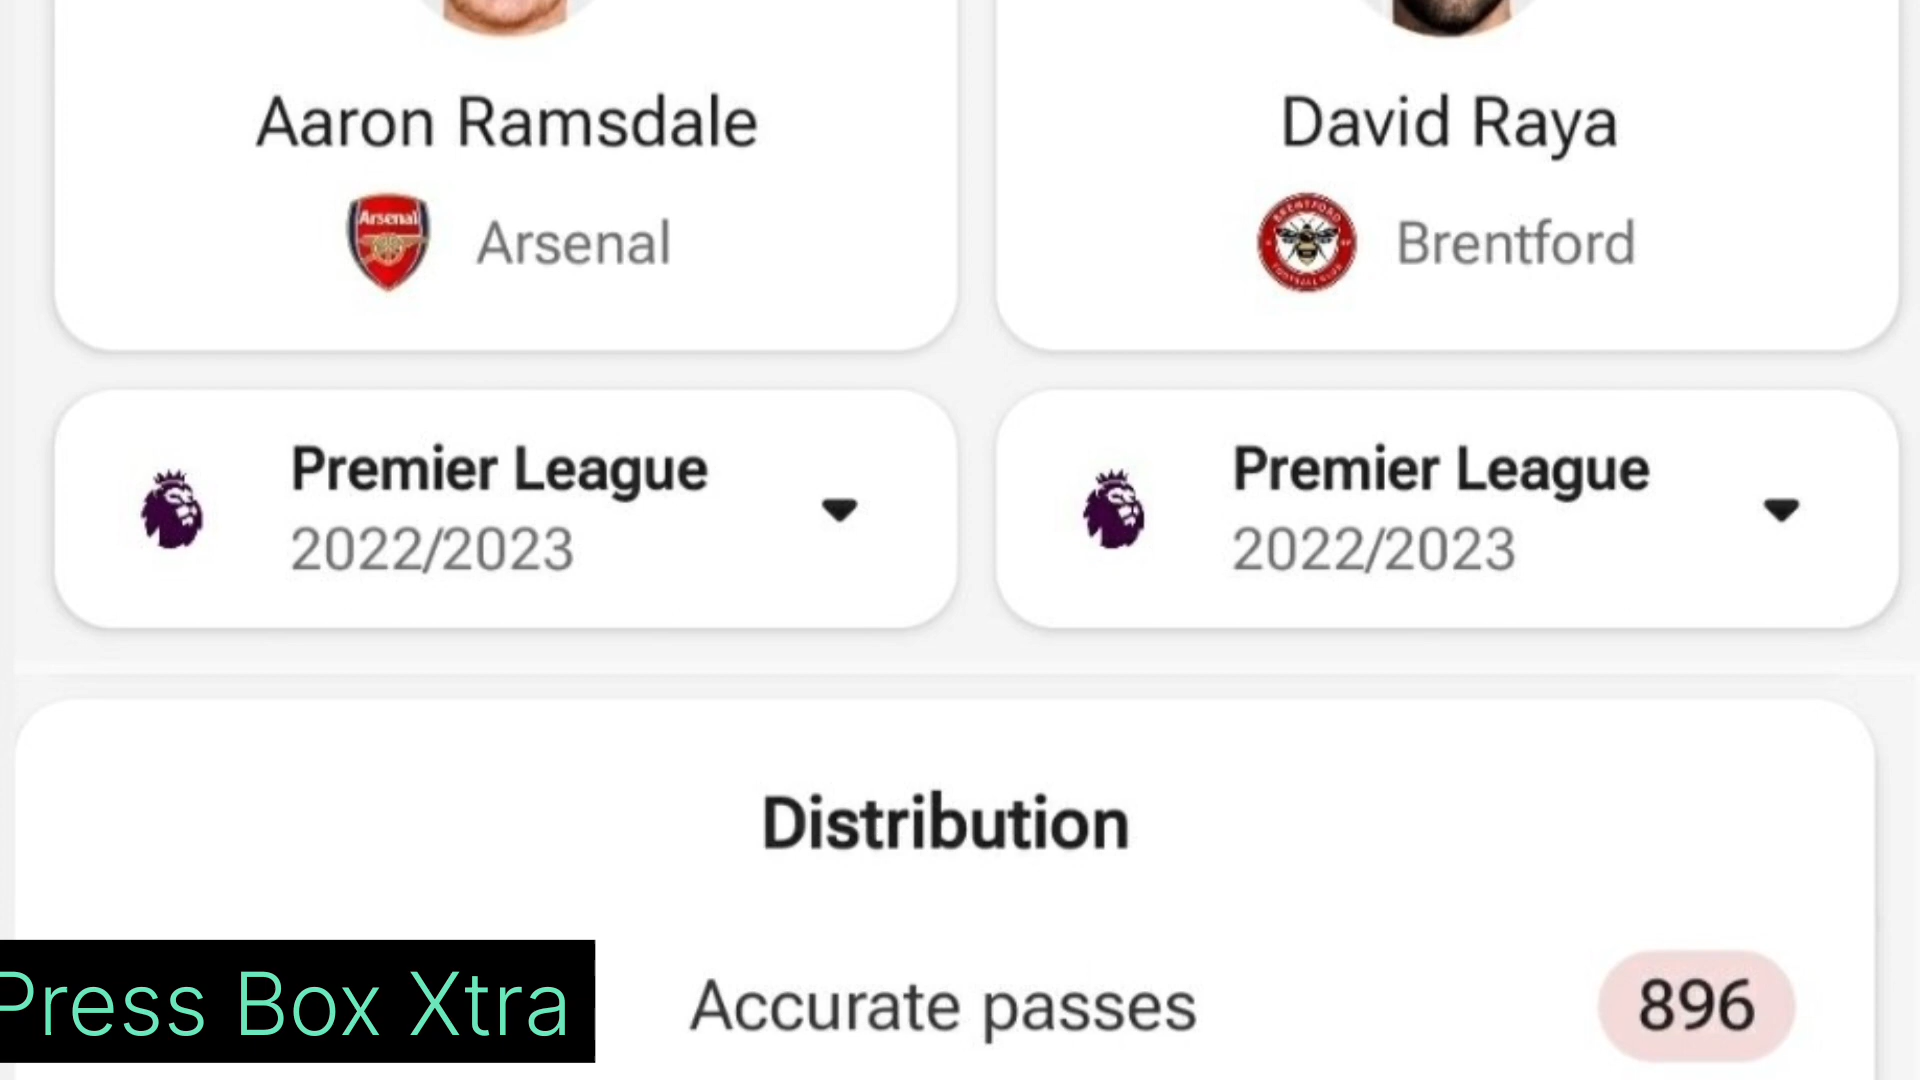 Aaron Ramsdale
David Raya
Arsenal
Arsenal
Brentford
Premier League
2022/2023
Premier League
2022/2023
Distribution
Press Box Xtra
Accurate passes
896